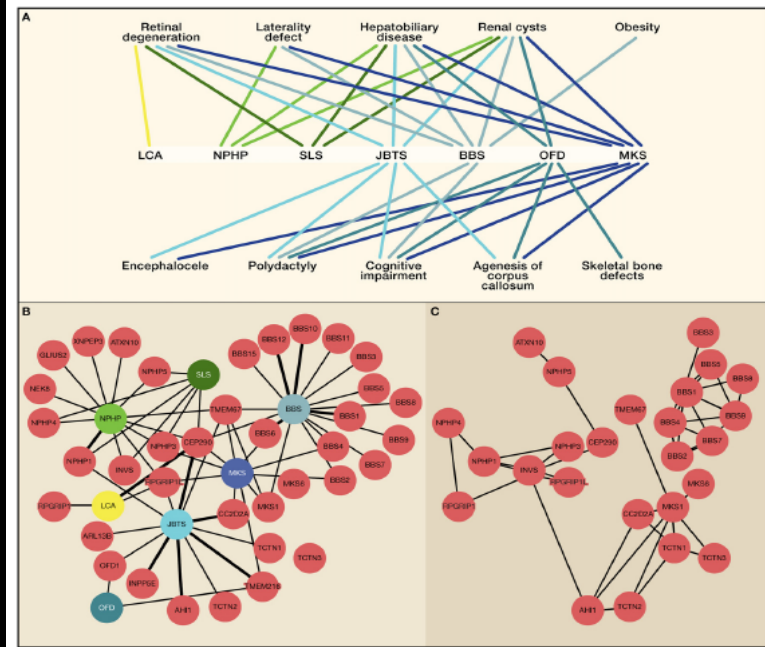 A
Retinal
degeneration
Laterality
defect
Hepatobiliary
disease
Renal cysts
Obesity
LCA
NPHP
SLS
JBTS
BBS
OFD
MKS
Encephalocele
Polydactyly
Cognitive
impairment
Agenesis of
corpus
callosum
Skeletal bone
defects
B
GLIUS2
XNPEP3
ATXN10
NPHP5
SLS
NEK8
NPHP4
NPHP
TMEM67
BBS15
BBS12
BBS10
BBS11
BBS3
BBS5
BBS8
BBS
BBS1
BBS9
BBS6
BBS4
BBS7
BBS2
NPHP1
INVS
NPHP3
CEP290
RPGRIP1L
MKS
MKS6
MKS1
RPGRIP1
LCA
JBTS
CC2D2A
ARL13B
OFD1
INPP5E
TCTN1
TCTN3
TMEM216
OFD
AHI1
TCTN2
C
ATXN10
NPHP5
BBS3
BBS5
BBS8
BBS1
BBS9
BBS4
BBS7
BBS2
TMEM67
NPHP4
NPHP1
INVS
NPHP3
CEP290
RPGRIP1L
RPGRIP1
MKS6
MKS1
CC2D2A
TCTN1
TCTN3
AHI1
TCTN2